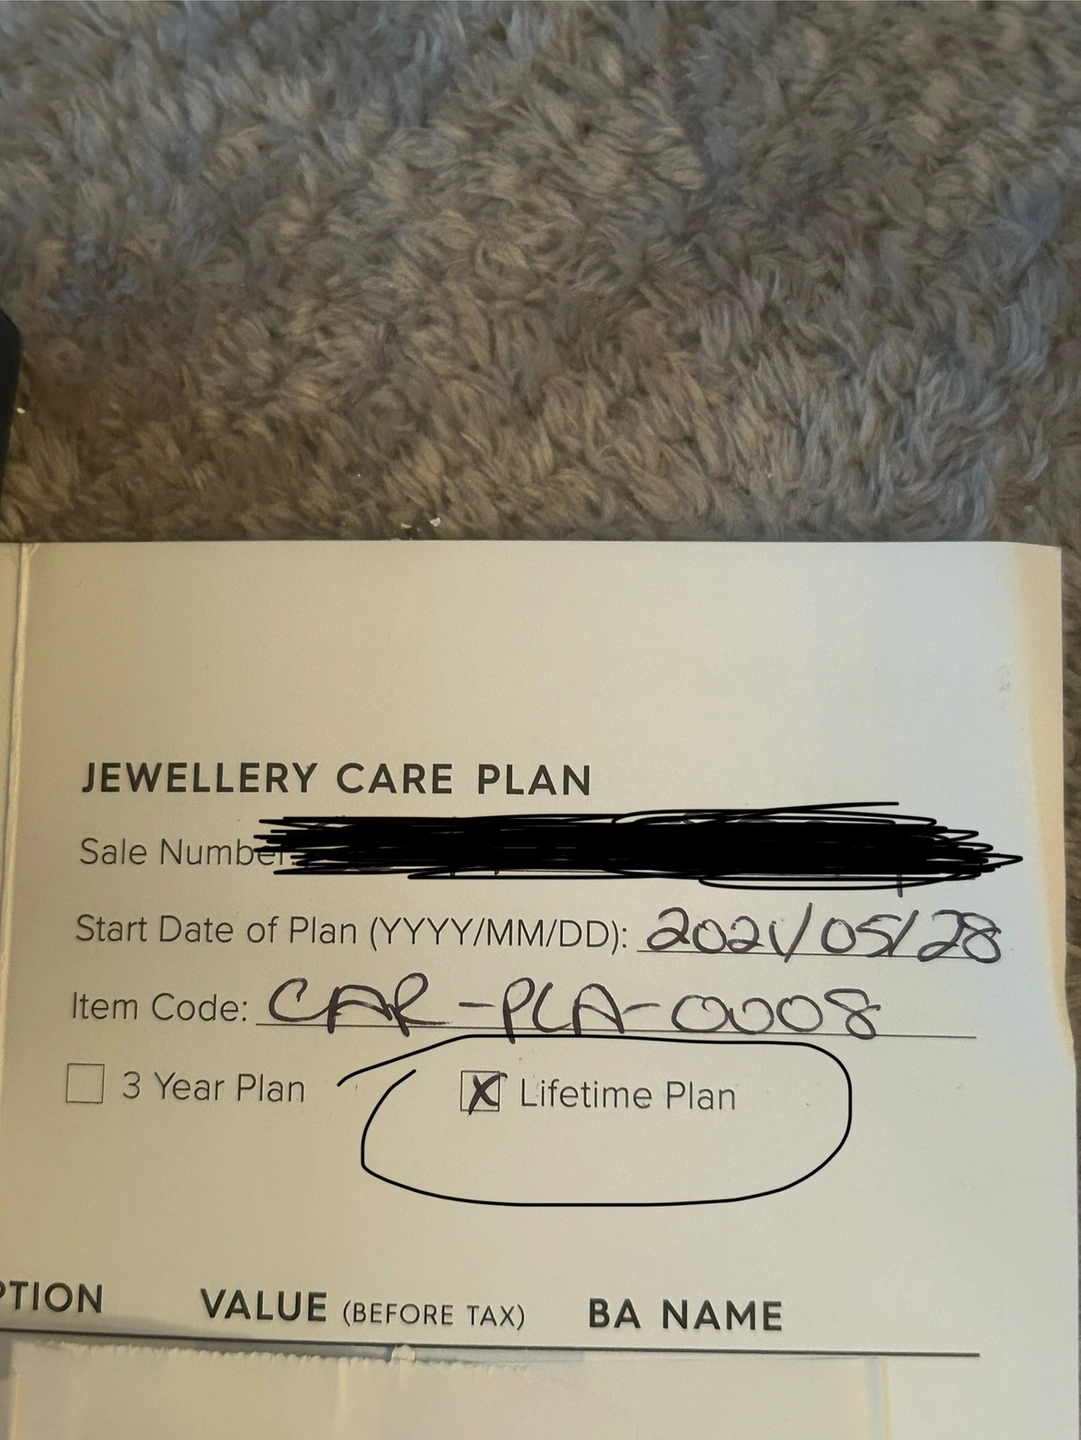 JEWELLERY CARE PLAN
Sale Number
Start Date of Plan (YYYY/MM/DD): 2021/05/28
Item Code: CAR-PLA-0008
3 Year Plan X Lifetime Plan
PTION VALUE (BEFORE TAX) BA NAME